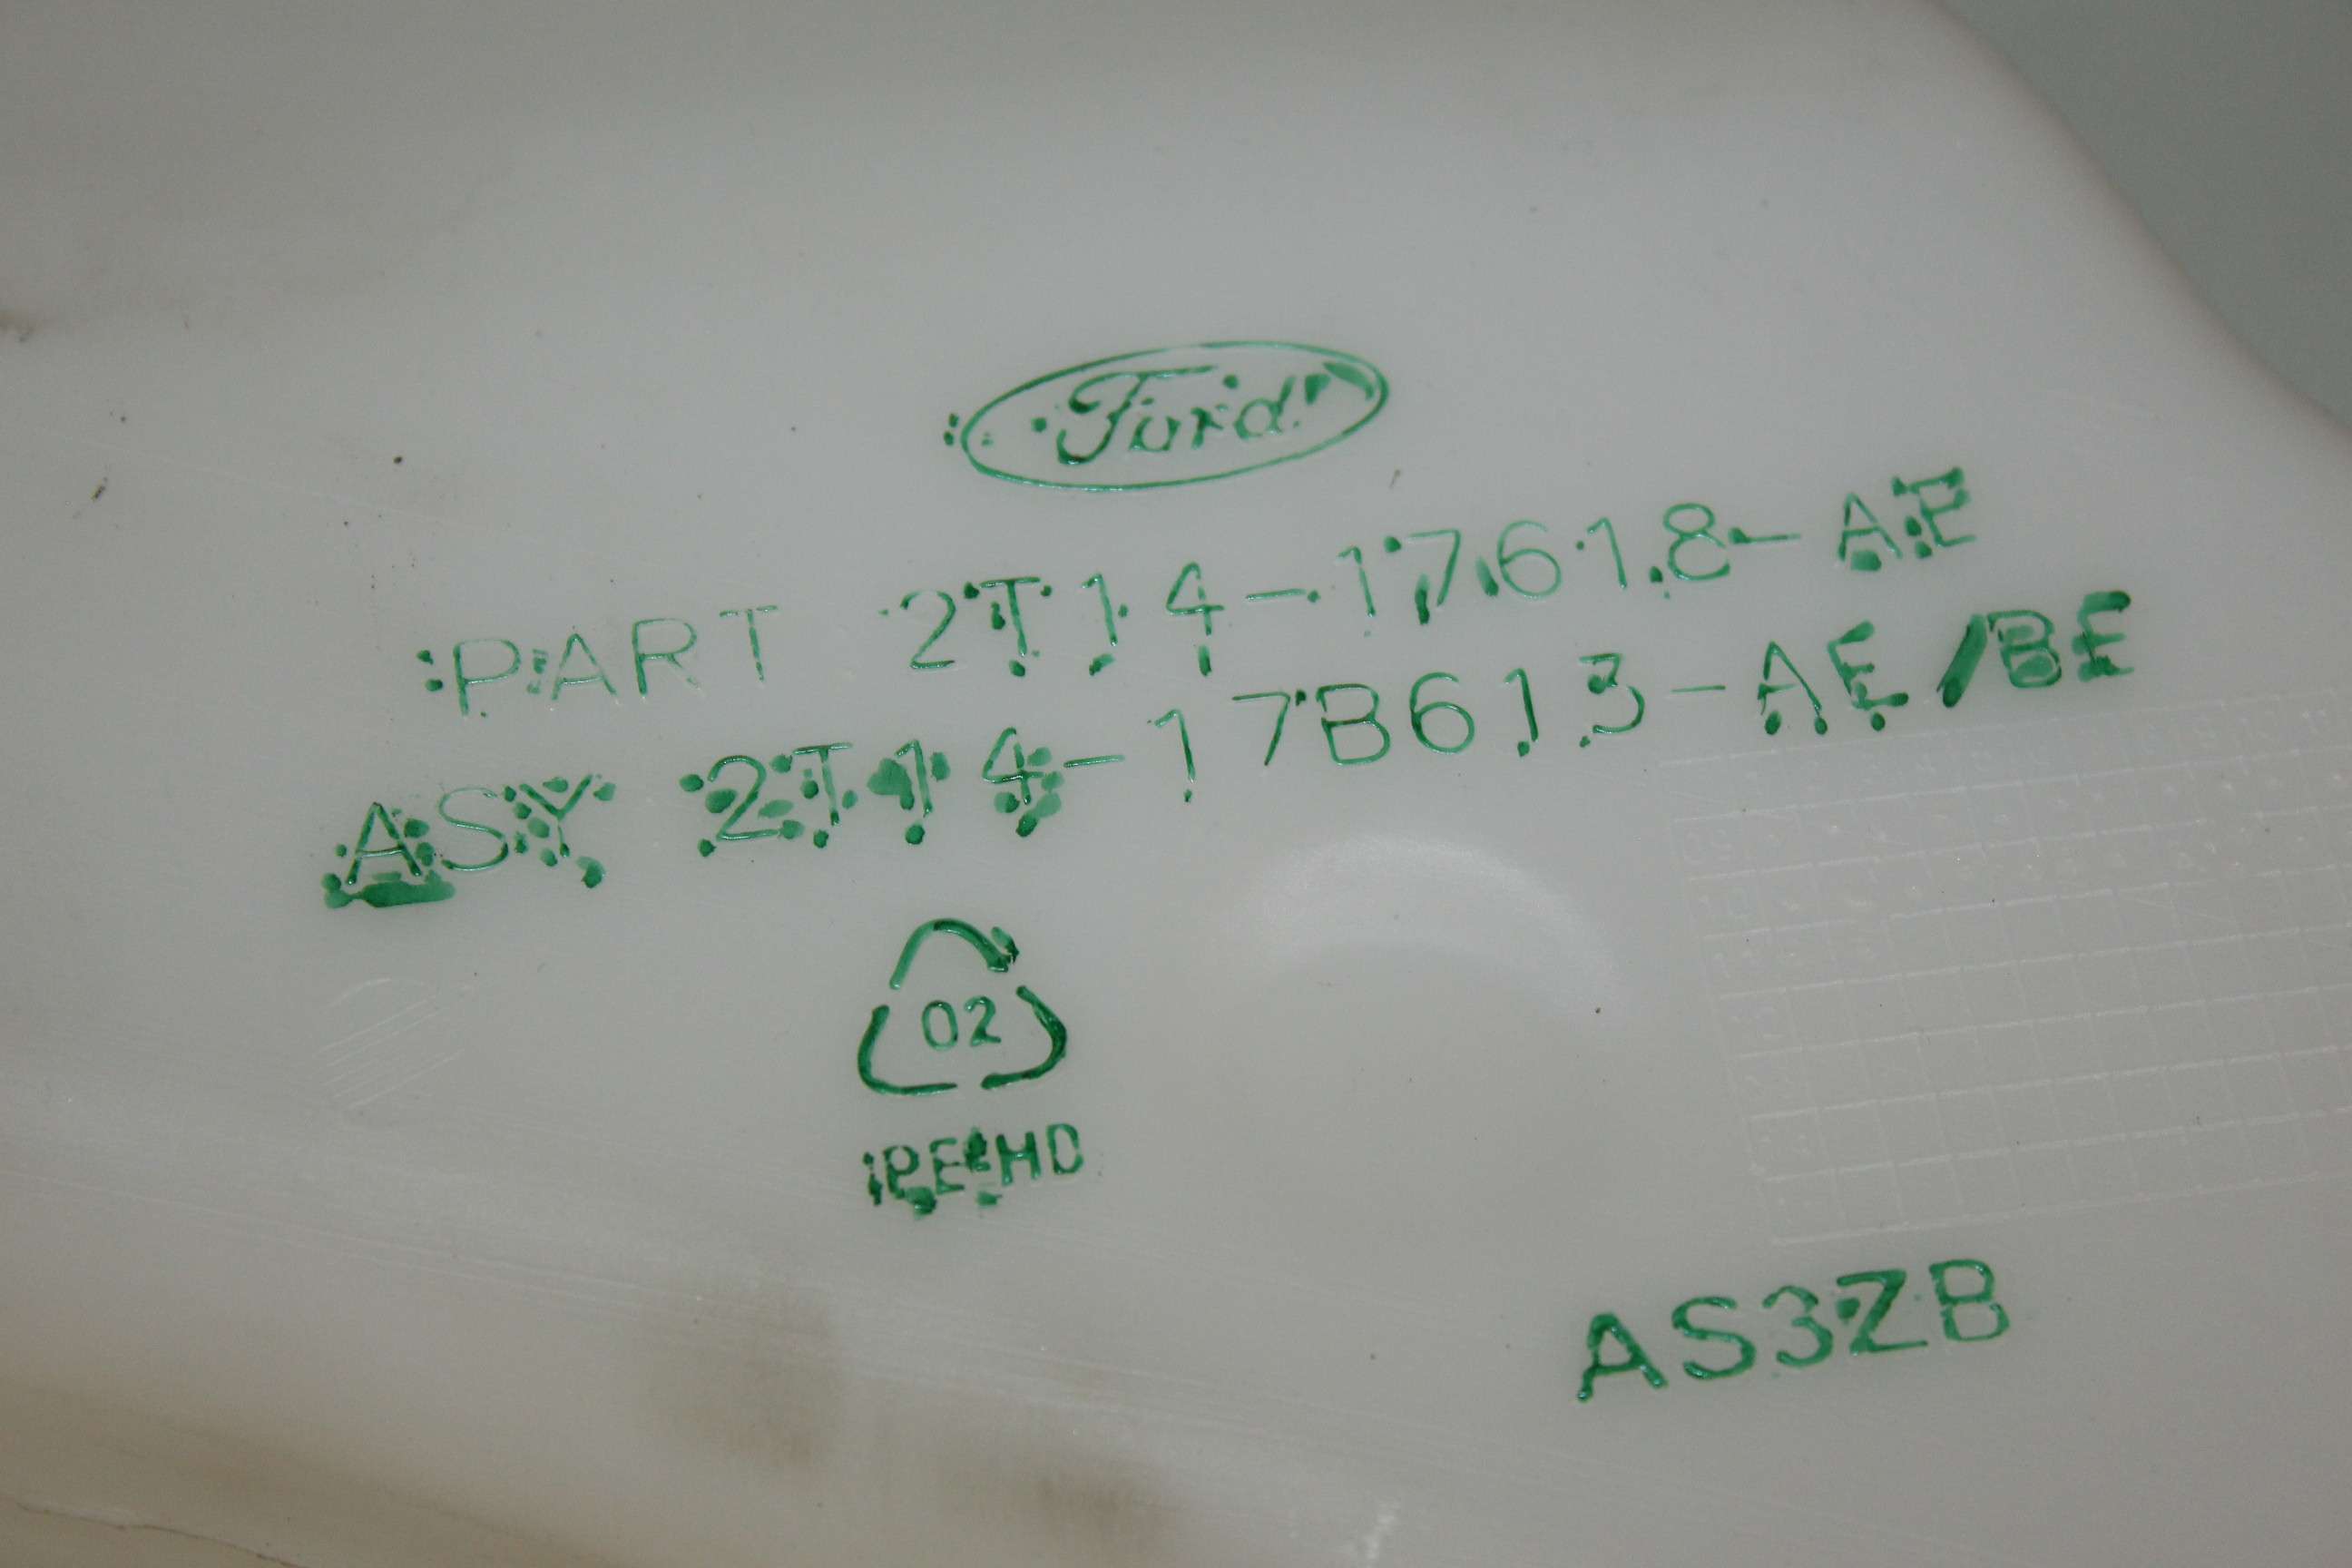 Ford
PART 2T14-17618-AE
ASY 2T14-17B613-AE/BE
02
PE-HD
AS3ZB